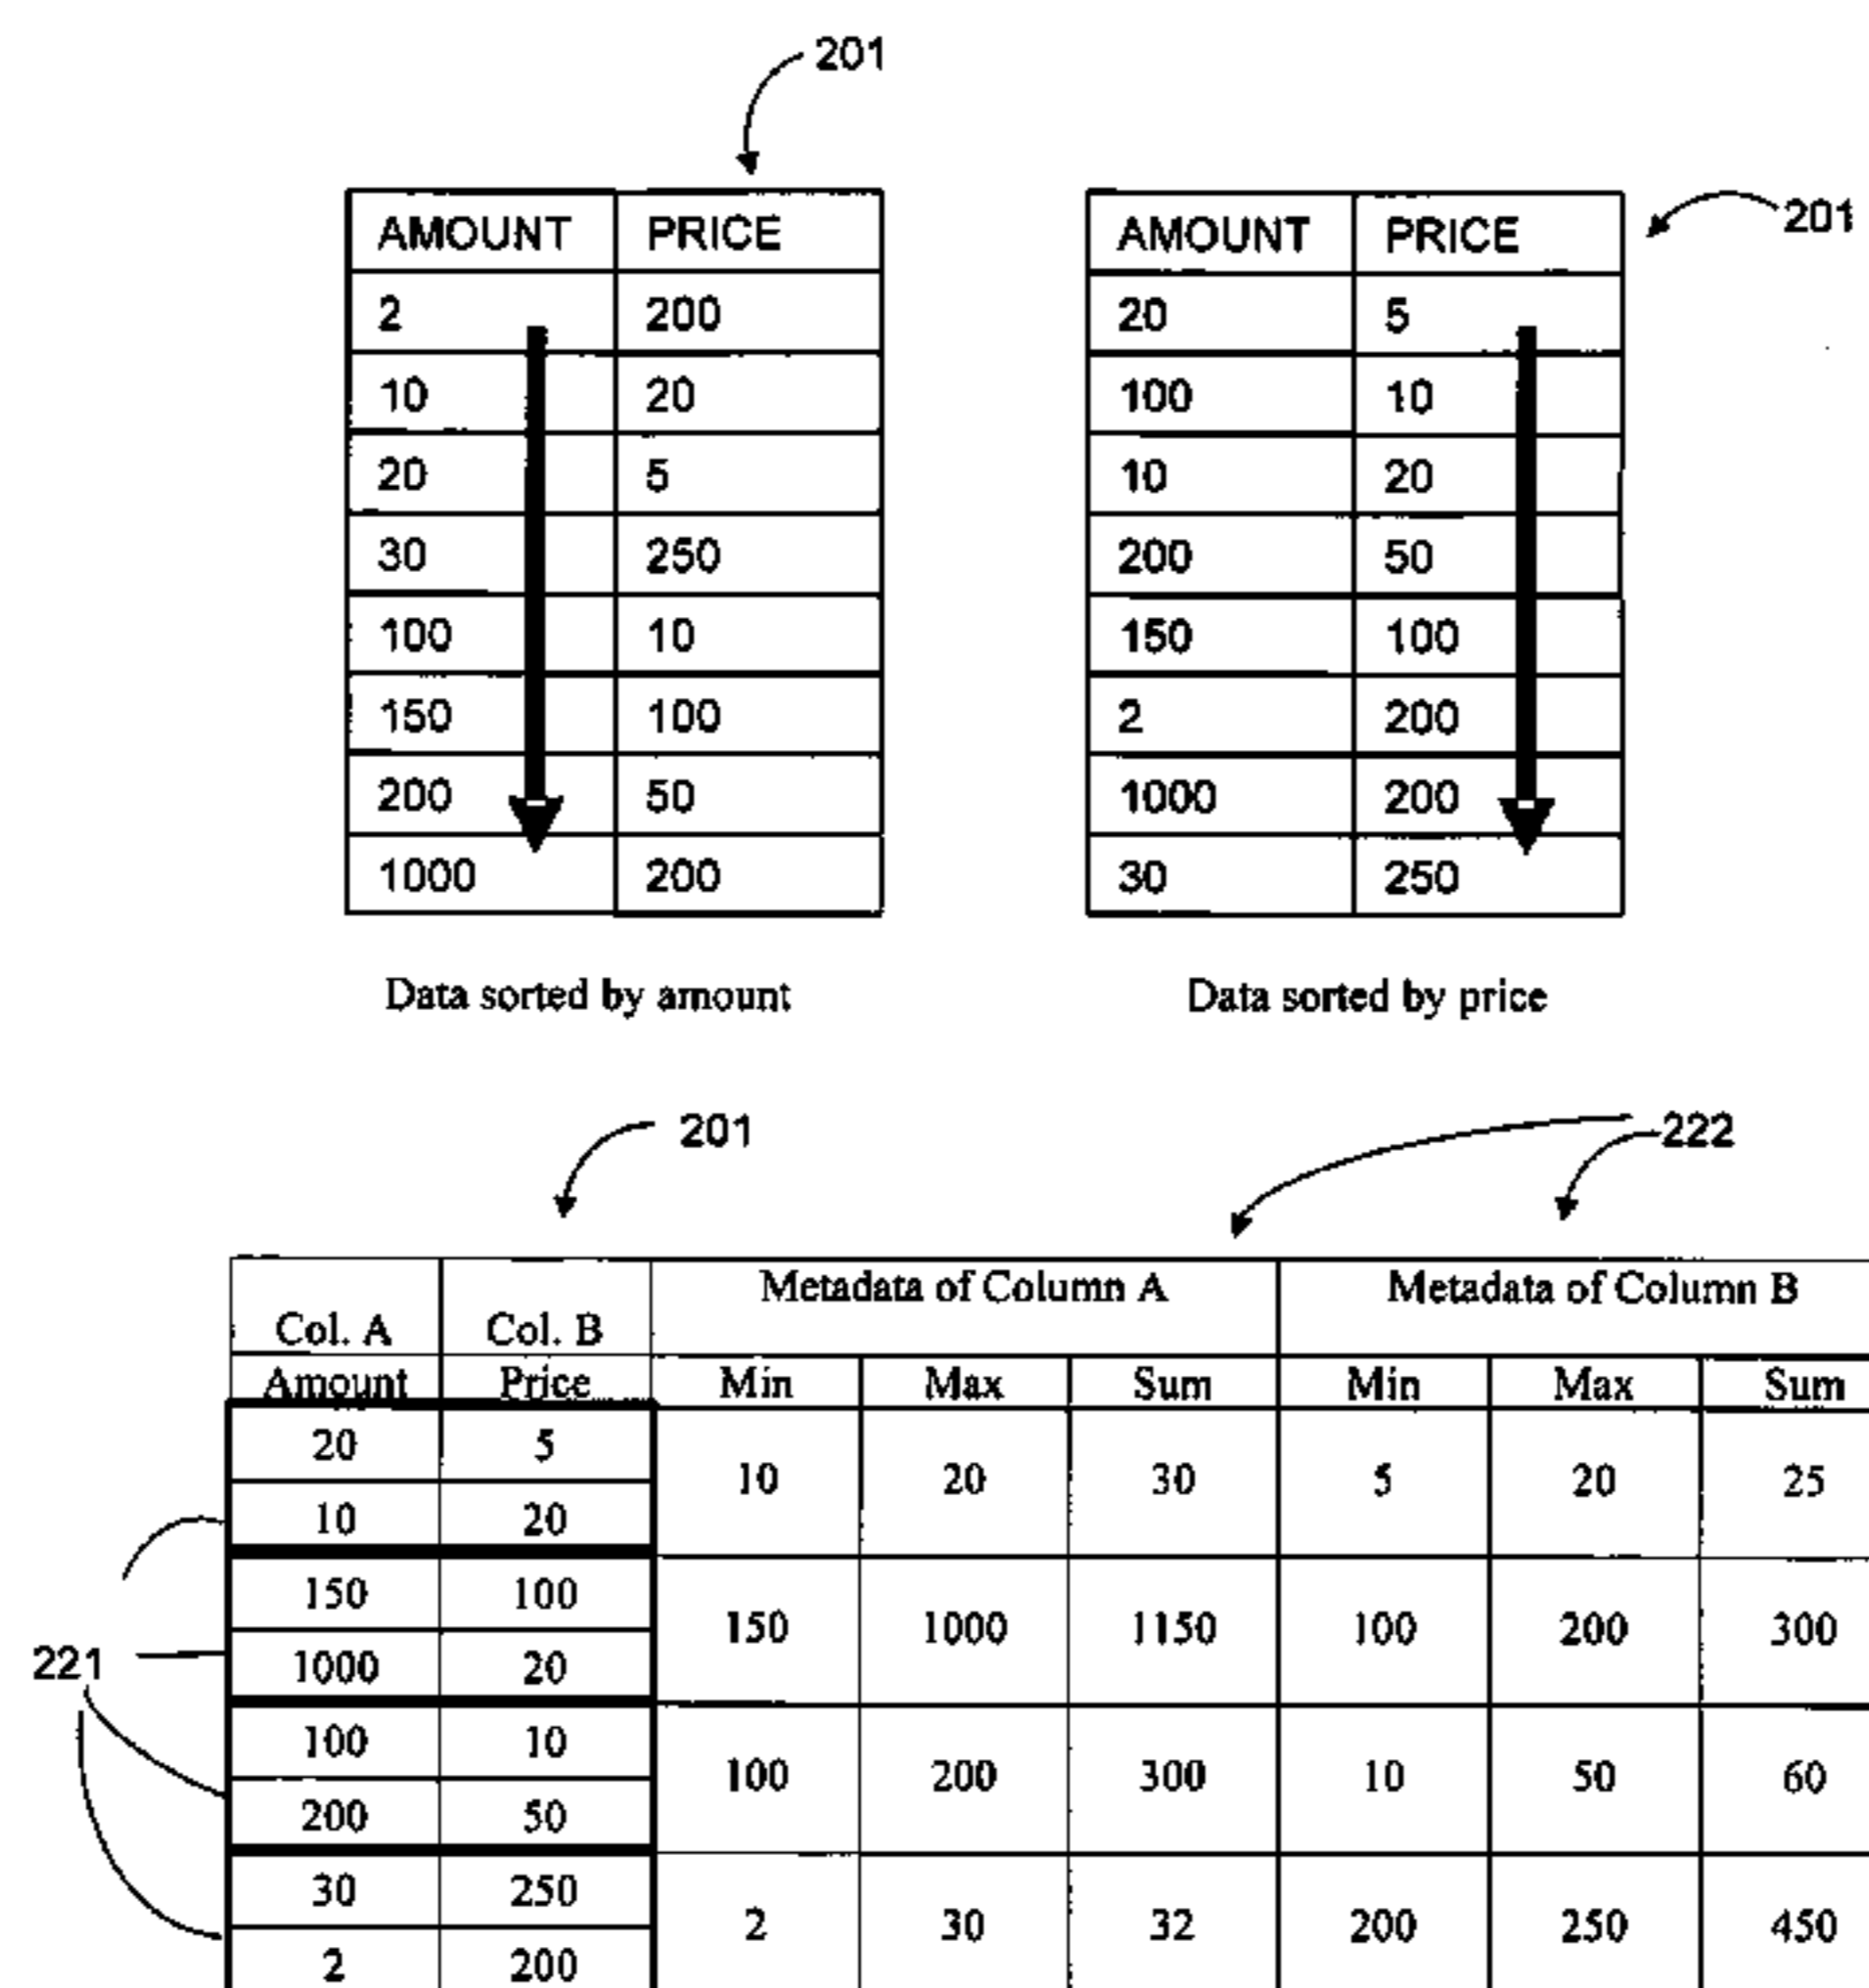 201
AMOUNT PRICE
2 200
10 20
20 5
30 250
100 10
150 100
200 50
1000 200
Data sorted by amount
201
AMOUNT PRICE
20 5
100 10
10 20
200 50
150 100
2 200
1000 200
30 250
Data sorted by price
201
222
Col. A Col. B Metadata of Column A Metadata of Column B
Amount Price Min Max Sum Min Max Sum
20 5
10 20 30 5 20 25
10 20
150 100
150 1000 1150 100 200 300
1000 20
221
100 10
100 200 300 10 50 60
200 50
30 250
2 30 32 200 250 450
2 200